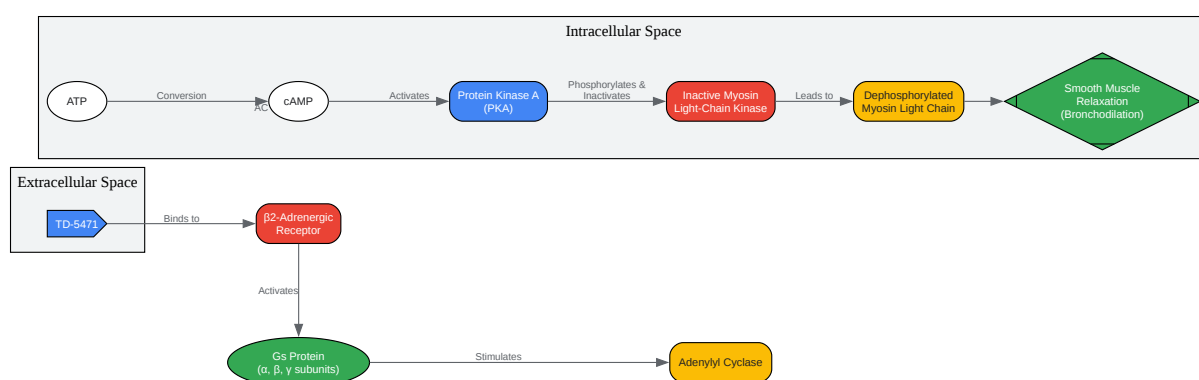 Intracellular Space
ATP
Conversion
AC
cAMP
Activates
Protein Kinase A
(PKA)
Phosphorylates &
Inactivates
Inactive Myosin
Light-Chain Kinase
Leads to
Dephosphorylated
Myosin Light Chain
Smooth Muscle
Relaxation
(Bronchodilation)
Extracellular Space
TD-5471
Binds to
β2-Adrenergic
Receptor
Activates
Gs Protein
(α, β, γ subunits)
Stimulates
Adenylyl Cyclase